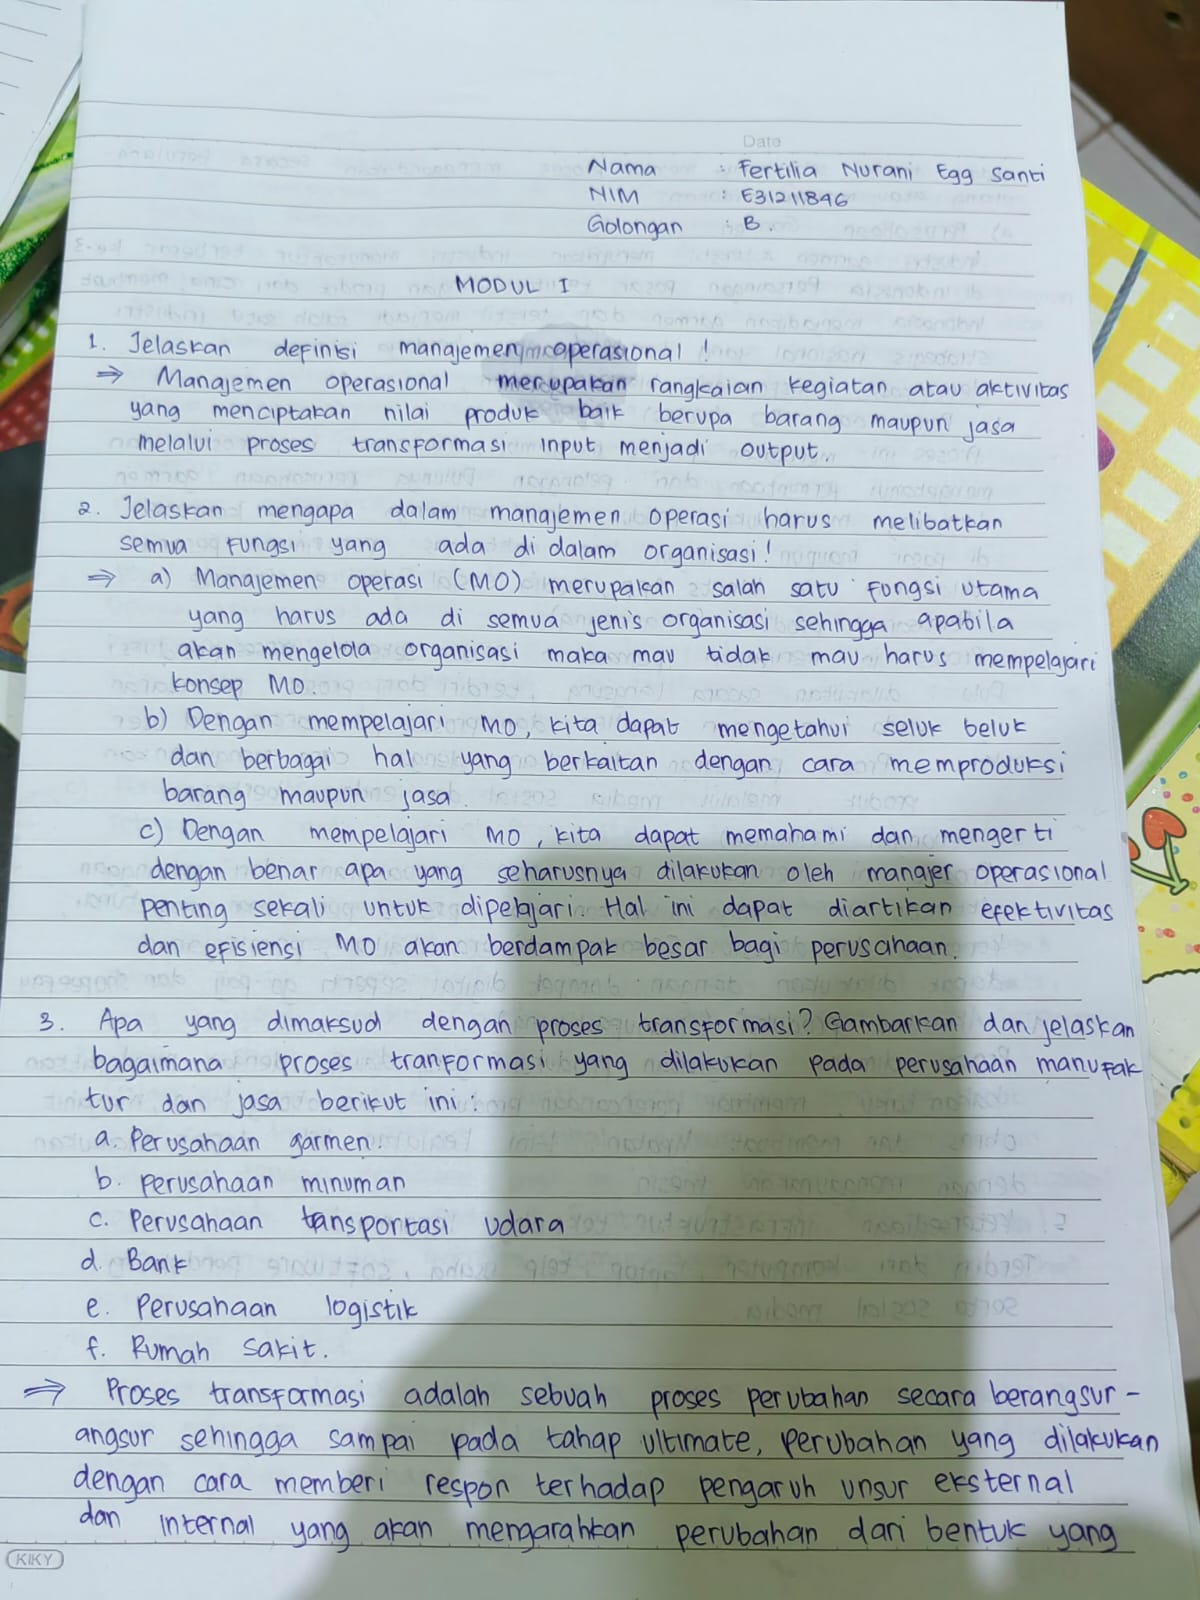 Date
Nama : Fertilia Nurani Egg Santi
NIM : E31211846
Golongan : B.
MODUL I
1. Jelaskan definisi manajemen operasional !
⇒ Manajemen operasional merupakan rangkaian kegiatan atau aktivitas
yang menciptakan nilai produk baik berupa barang maupun jasa
melalui proses transformasi input menjadi output.
2. Jelaskan mengapa dalam manajemen operasi harus melibatkan
semua fungsi yang ada di dalam organisasi!
⇒ a) Manajemen operasi (MO) merupakan salah satu fungsi utama
yang harus ada di semua jenis organisasi sehingga apabila
akan mengelola organisasi maka mau tidak mau harus mempelajari
konsep MO.
b) Dengan mempelajari MO, kita dapat mengetahui seluk beluk
dan berbagai hal yang berkaitan dengan cara memproduksi
barang maupun jasa.
c) Dengan mempelajari MO, kita dapat memahami dan mengerti
dengan benar apa yang seharusnya dilakukan oleh manajer operasional
penting sekali untuk dipelajari. Hal ini dapat diartikan efektivitas
dan efisiensi MO akan berdampak besar bagi perusahaan.
3. Apa yang dimaksud dengan proses transformasi? Gambarkan dan jelaskan
bagaimana proses tranformasi yang dilakukan pada perusahaan manufak
tur dan jasa berikut ini :
a. Perusahaan garmen.
b. perusahaan minuman
c. Perusahaan tansportasi udara
d. Bank
e. Perusahaan logistik
f. Rumah sakit.
⇒ Proses transformasi adalah sebuah proses perubahan secara berangsur -
angsur sehingga sampai pada tahap ultimate, perubahan yang dilakukan
dengan cara memberi respon terhadap pengaruh unsur eksternal
dan internal yang akan mengarahkan perubahan dari bentuk yang
KIKY